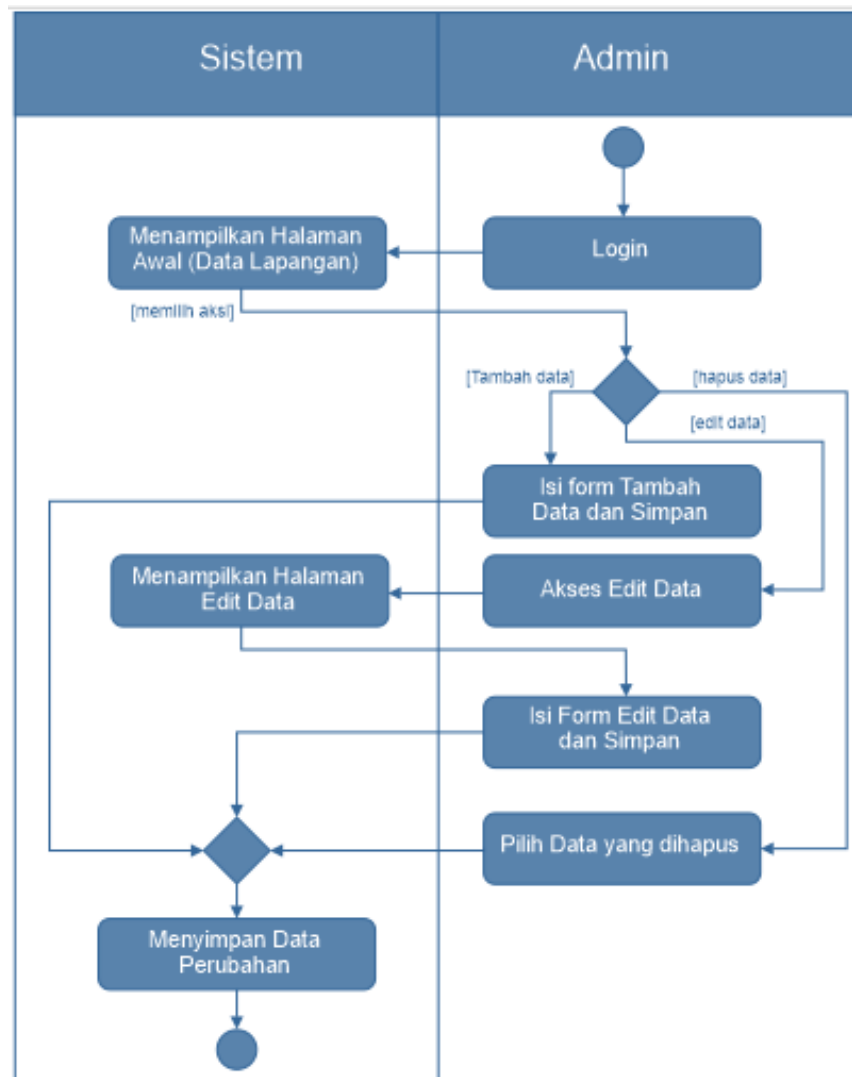 Sistem
Admin
Login
Menampilkan Halaman
Awal (Data Lapangan)
[memilih aksi]
[Tambah data]
[hapus data]
[edit data]
Isi form Tambah
Data dan Simpan
Menampilkan Halaman
Edit Data
Akses Edit Data
Isi Form Edit Data
dan Simpan
Pilih Data yang dihapus
Menyimpan Data
Perubahan